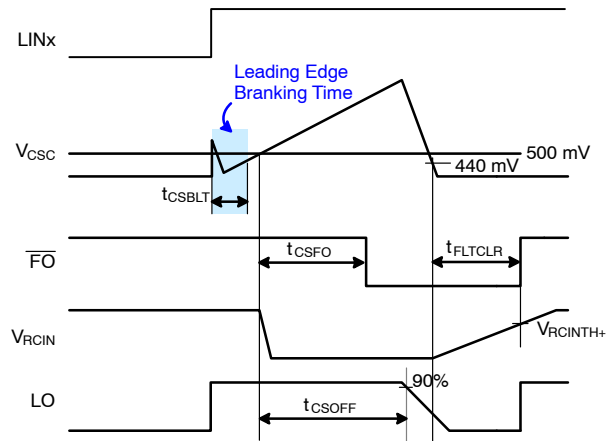 LINx
Leading Edge
Branking Time
VCSC
500 mV
440 mV
tCSBLT
FO
tCSFO
tFLTCLR
VRCIN
VRCINTH+
90%
LO
tCSOFF